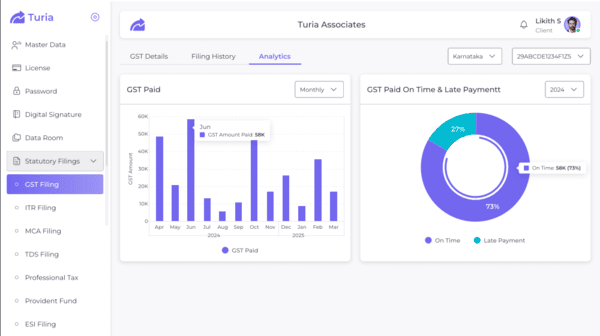 Turia
Master Data
License
Password
Digital Signature
Data Room
Statutory Filings
GST Filing
ITR Filing
MCA Filing
TDS Filing
Professional Tax
Provident Fund
ESI Filing
Turia Associates
Likith S
Client
GST Details
Filing History
Analytics
Karnataka
29ABCDE1234F1Z5
GST Paid
Monthly
60K
50K
40K
30K
20K
10K
0
GST Amount
Jun
GST Amount Paid: 58K
Apr May Jun Jul Aug Sep Oct Nov Dec Jan Feb Mar
2024 2025
GST Paid
GST Paid On Time & Late Paymentt
2024
27%
On Time: 58K (73%)
73%
On Time
Late Payment